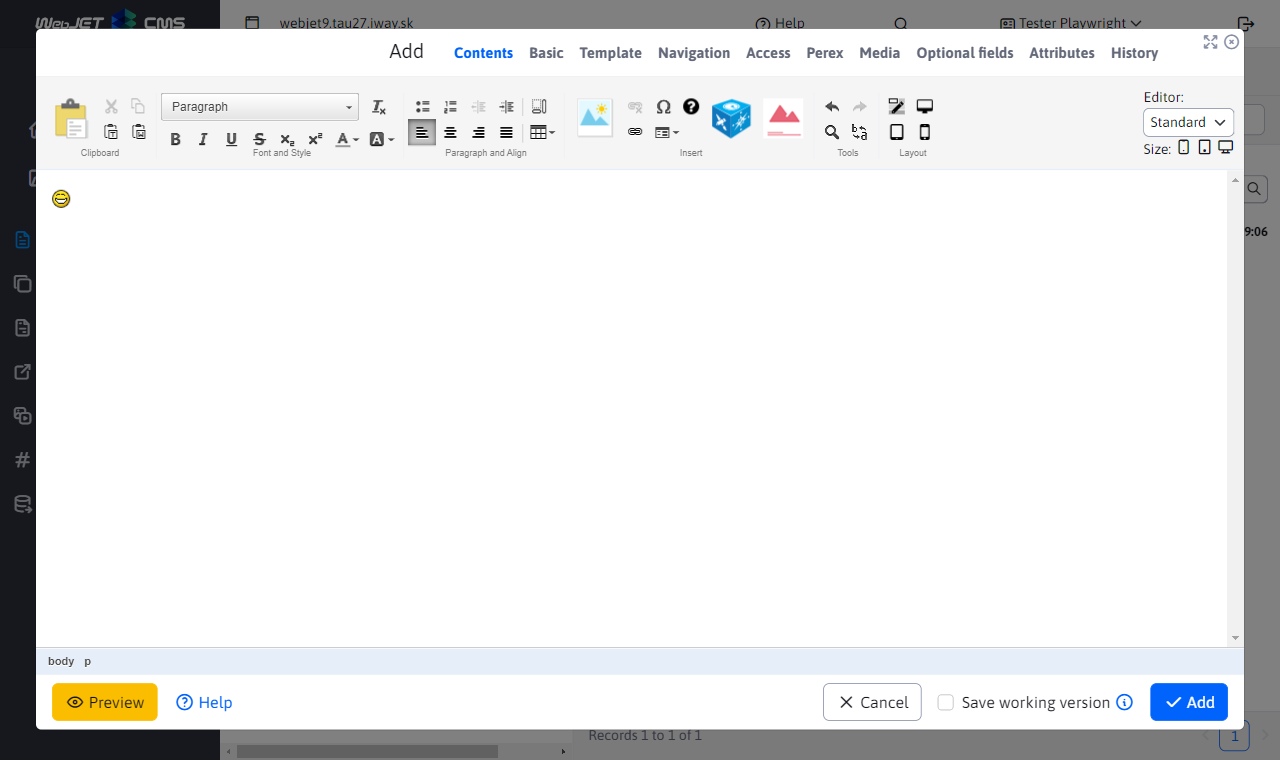 WebJET CMS
webjet9.tau27.iway.sk
Help
Tester Playwright
Add
Contents
Basic
Template
Navigation
Access
Perex
Media
Optional fields
Attributes
History
Paragraph
Clipboard
Font and Style
Paragraph and Align
Insert
Tools
Layout
Editor:
Standard
Size:
9:06
body p
Preview
Help
Cancel
Save working version
Add
Records 1 to 1 of 1
1